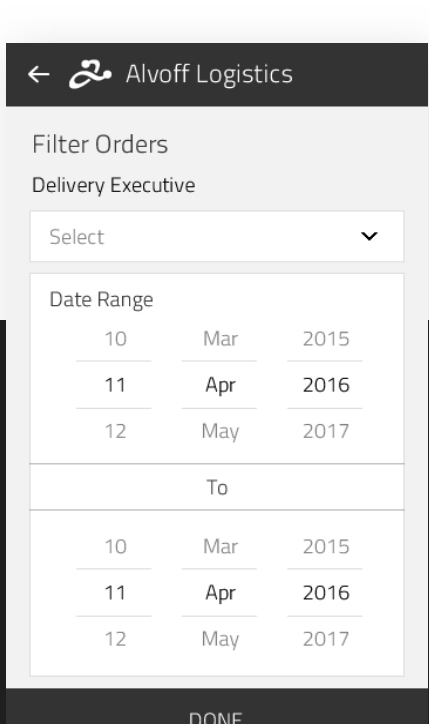 Alvoff Logistics
Filter Orders
Delivery Executive
Select
Date Range
10 Mar 2015
11 Apr 2016
12 May 2017
To
10 Mar 2015
11 Apr 2016
12 May 2017
DONE